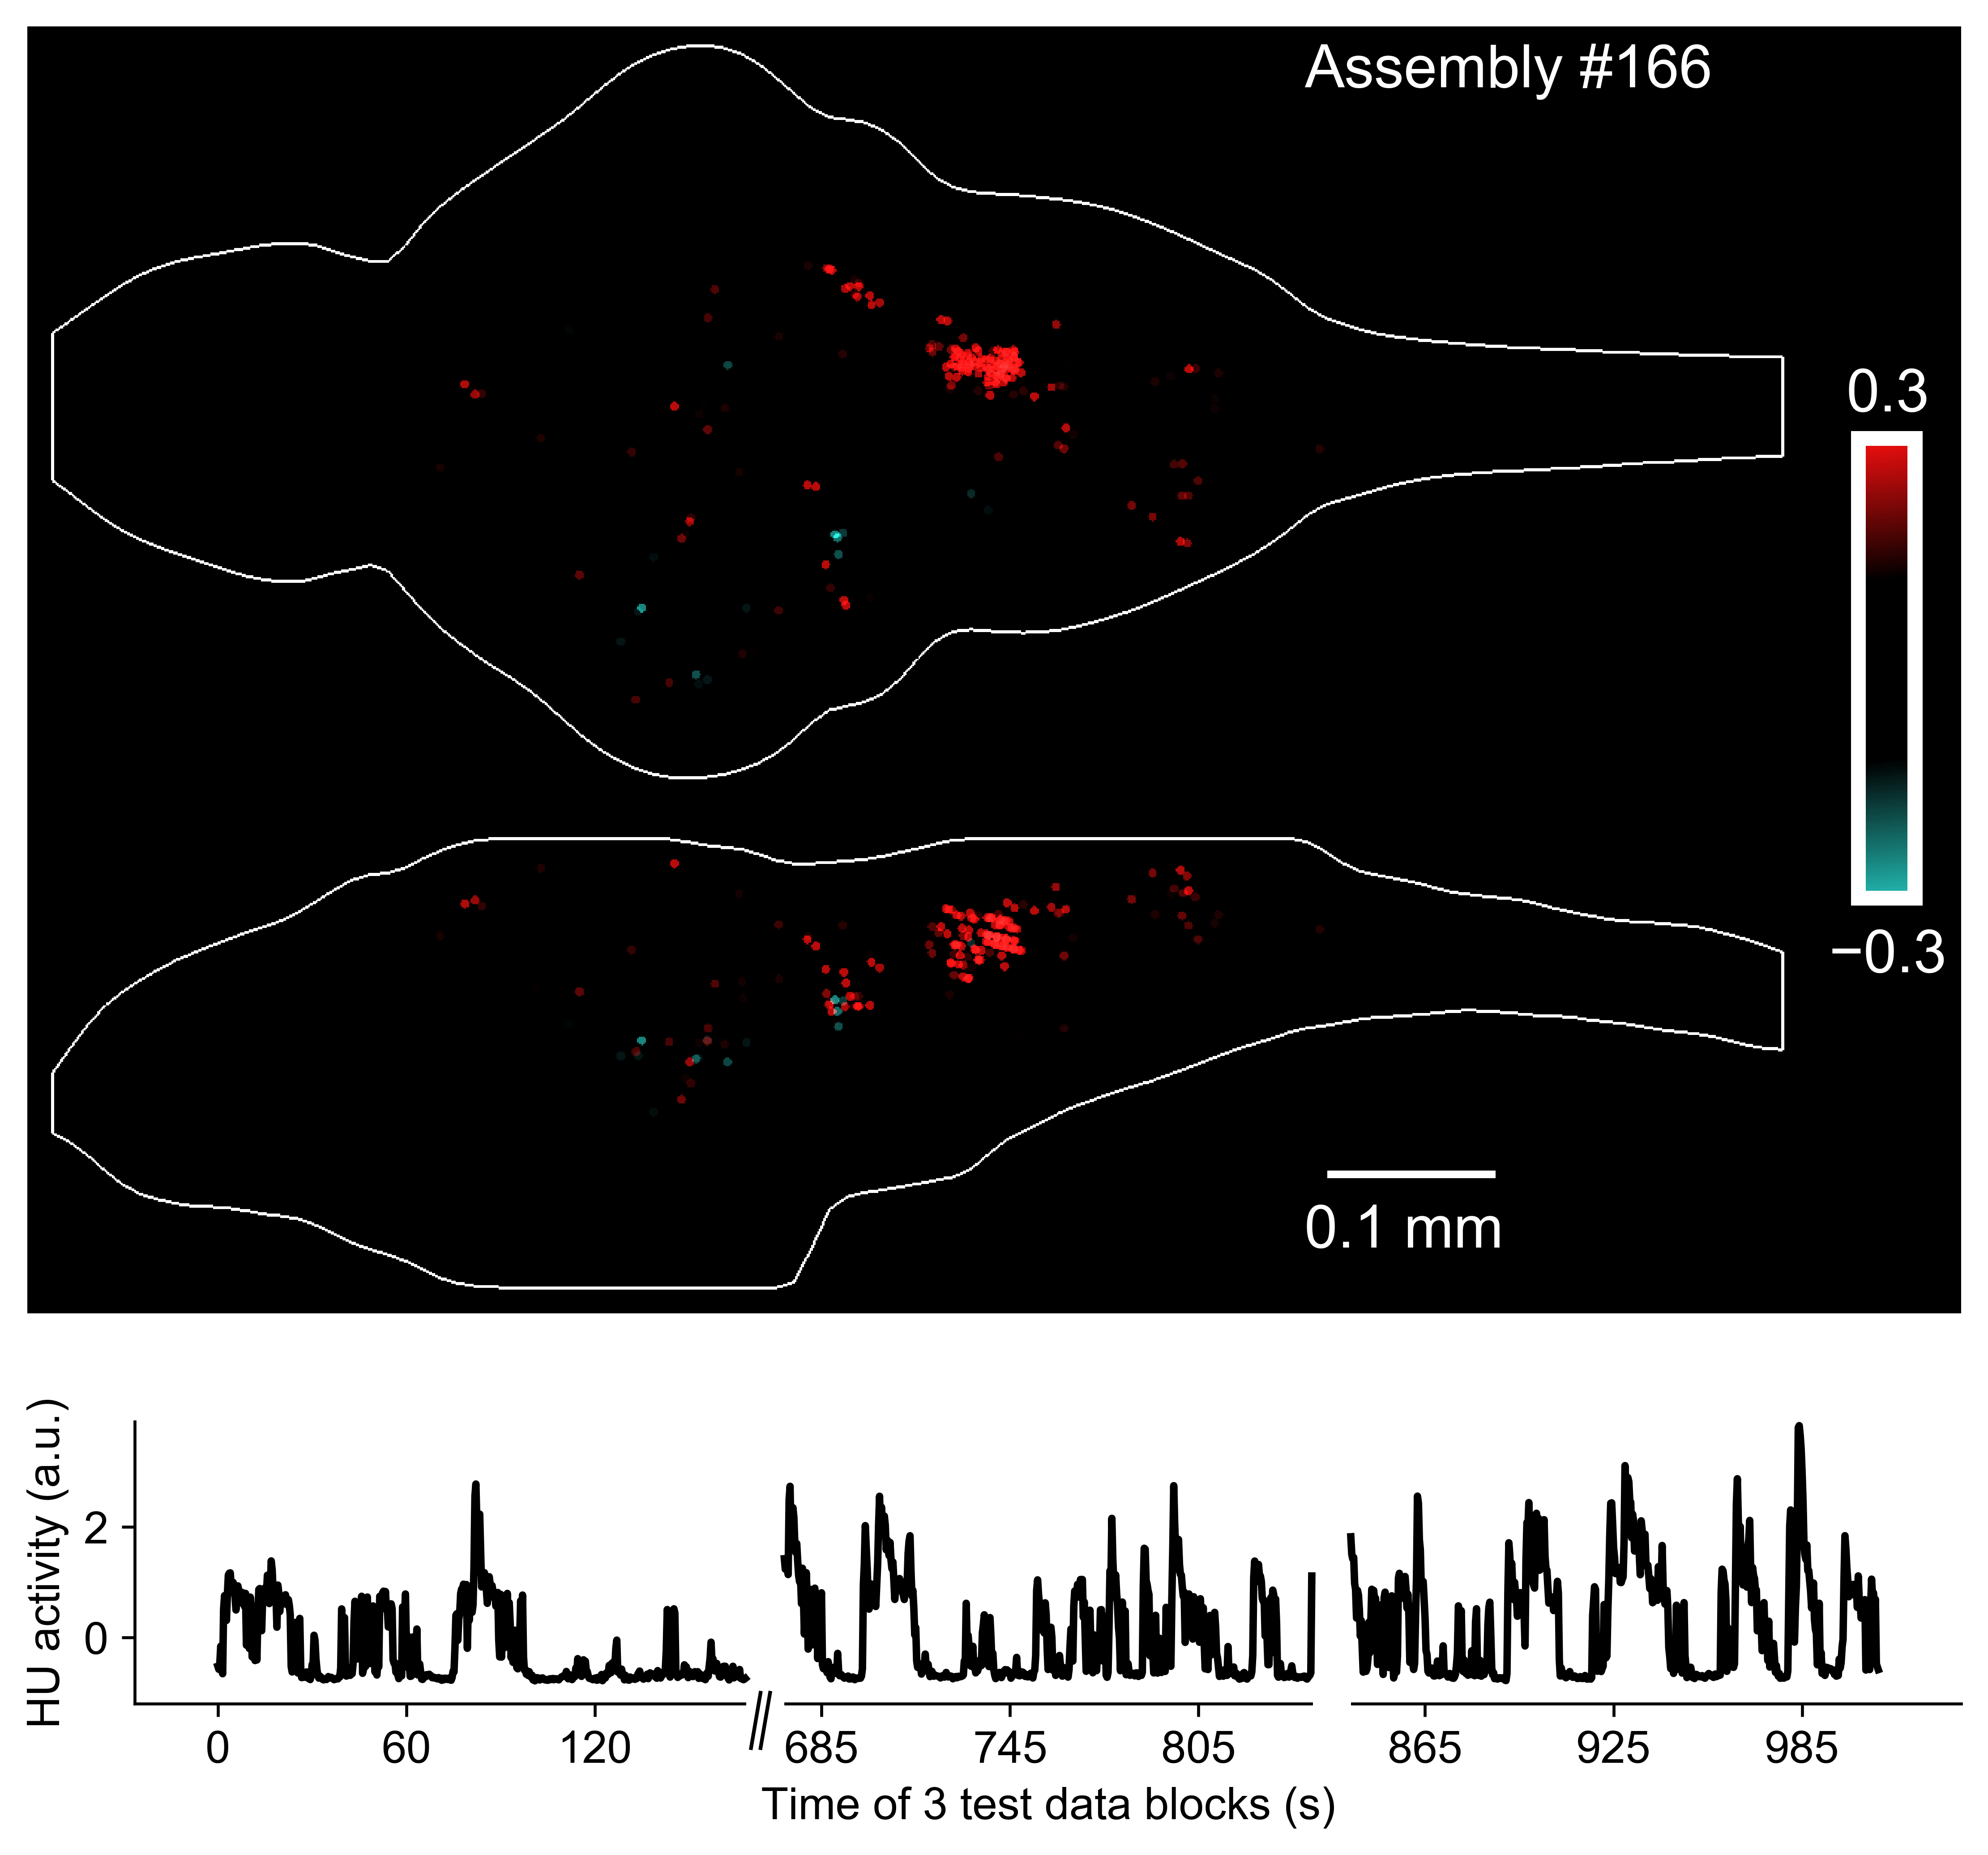 Assembly #166
0.3
−0.3
0.1 mm
HU activity (a.u.)
2
0
0 60 120 685 745 805 865 925 985
Time of 3 test data blocks (s)